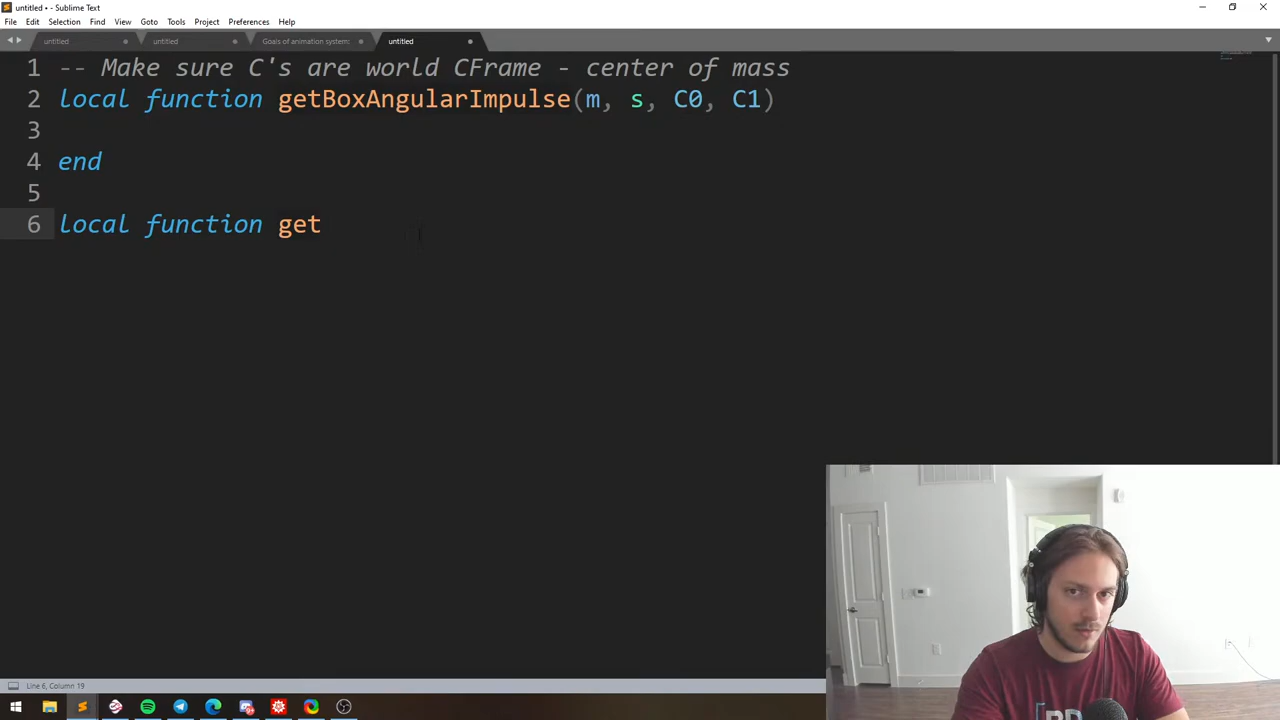 untitled • - Sublime Text
File Edit Selection Find View Goto Tools Project Preferences Help
untitled untitled Goals of animation system: untitled
1 -- Make sure C's are world CFrame - center of mass
2 local function getBoxAngularImpulse(m, s, C0, C1)
3
4 end
5
6 local function get
Line 6, Column 19